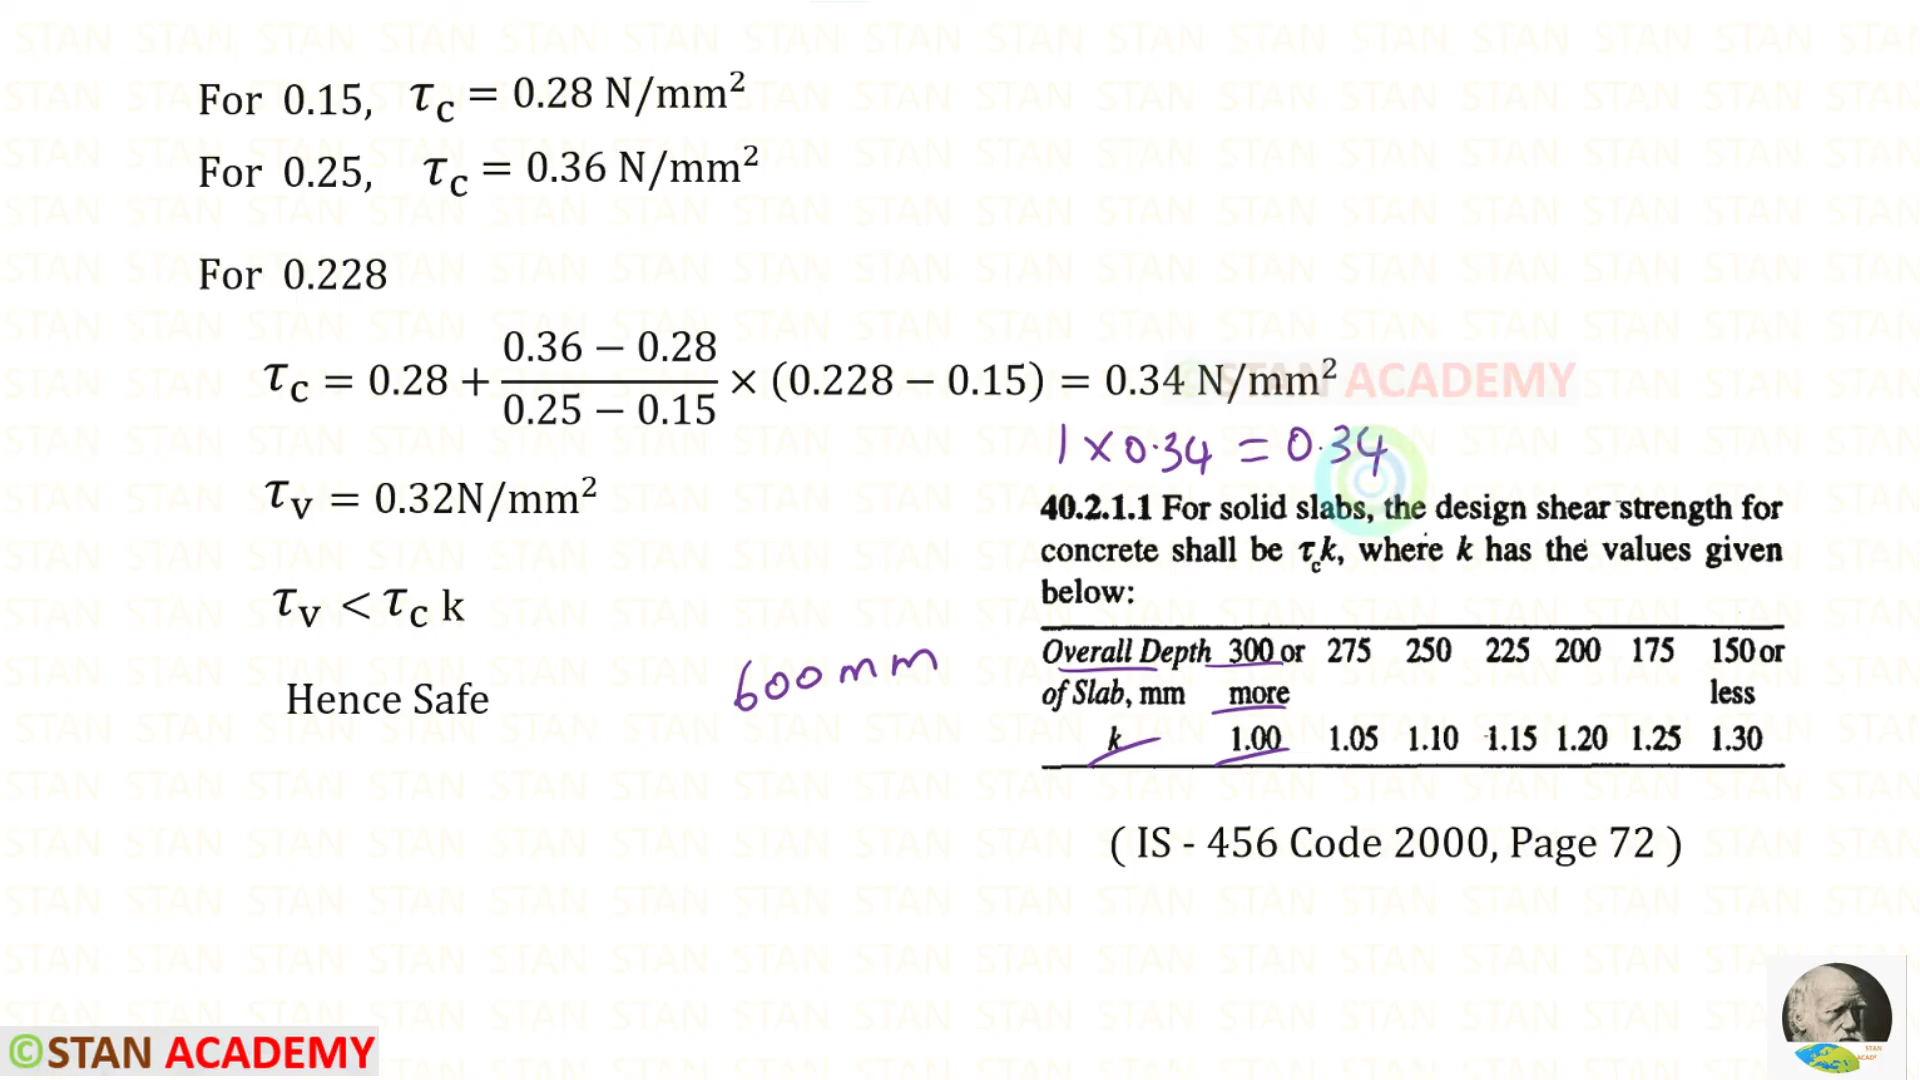 For 0.15, τc = 0.28 N/mm²
For 0.25, τc = 0.36 N/mm²
For 0.228
τc = 0.28 + (0.36 − 0.28)/(0.25 − 0.15) × (0.228 − 0.15) = 0.34 N/mm²
© STAN ACADEMY
1 × 0.34 = 0.34
τv = 0.32N/mm²
τv < τc k
Hence Safe
600mm
40.2.1.1 For solid slabs, the design shear strength for
concrete shall be τck, where k has the values given
below:
Overall Depth 300 or 275 250 225 200 175 150 or
of Slab, mm more less
k 1.00 1.05 1.10 1.15 1.20 1.25 1.30
( IS - 456 Code 2000, Page 72 )
©STAN ACADEMY